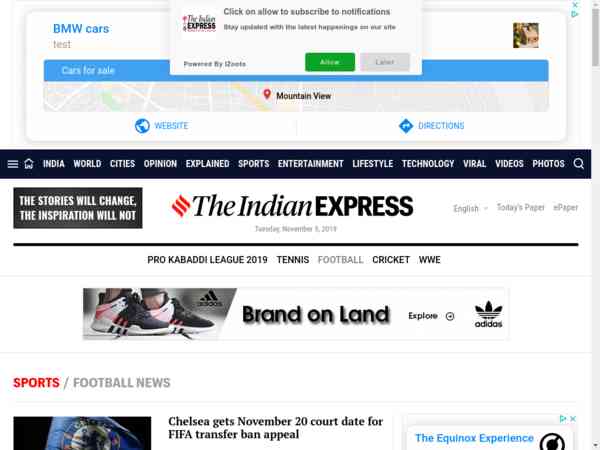 BMW cars
test
Cars for sale
Mountain View
WEBSITE
DIRECTIONS
The Indian
EXPRESS
Click on allow to subscribe to notifications
Stay updated with the latest happenings on our site
Powered By iZooto
Allow
Later
INDIA WORLD CITIES OPINION EXPLAINED SPORTS ENTERTAINMENT LIFESTYLE TECHNOLOGY VIRAL VIDEOS PHOTOS
THE STORIES WILL CHANGE,
THE INSPIRATION WILL NOT
The Indian EXPRESS
Tuesday, November 5, 2019
English
Today's Paper
ePaper
PRO KABADDI LEAGUE 2019 TENNIS FOOTBALL CRICKET WWE
adidas
Brand on Land
Explore
adidas
SPORTS / FOOTBALL NEWS
Chelsea gets November 20 court date for
FIFA transfer ban appeal
The Equinox Experience